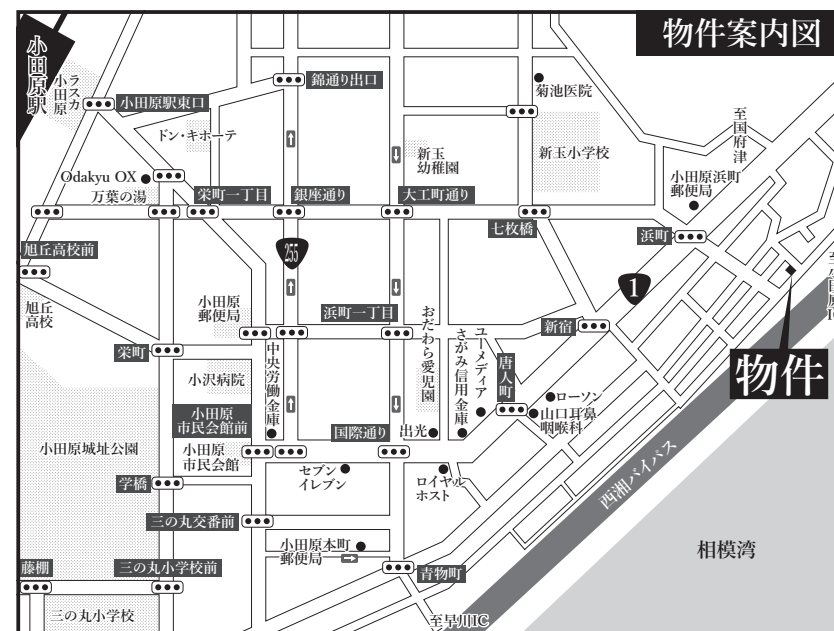 物件案内図
小田原駅
ラスカ
小田原
小田原駅東口
錦通り出口
菊池医院
ドン・キホーテ
新玉
幼稚園
新玉小学校
至国府津
小田原浜町
郵便局
Odakyu OX
万葉の湯
栄町一丁目
銀座通り
大工町通り
七枚橋
浜町
旭丘高校前
255
1
旭丘
高校
小田原
郵便局
浜町一丁目
おだわら愛児園
さがみ信用金庫
ユーメディア
新宿
唐人町
物件
栄町
小沢病院
中央労働金庫
ローソン
山口耳鼻
咽喉科
小田原
市民会館前
国際通り
出光
小田原城址公園
小田原
市民会館
セブン
イレブン
ロイヤル
ホスト
西湘バイパス
学橋
三の丸交番前
小田原本町
郵便局
相模湾
藤棚
三の丸小学校前
青物町
三の丸小学校
至早川IC